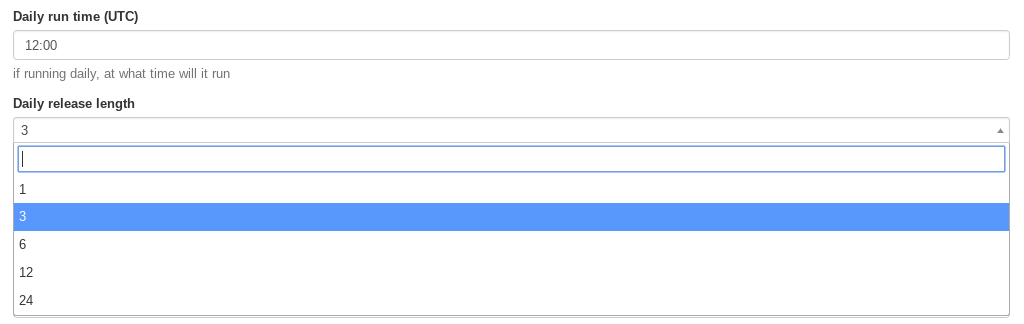 Daily run time (UTC)
12:00
if running daily, at what time will it run
Daily release length
3
1
3
6
12
24